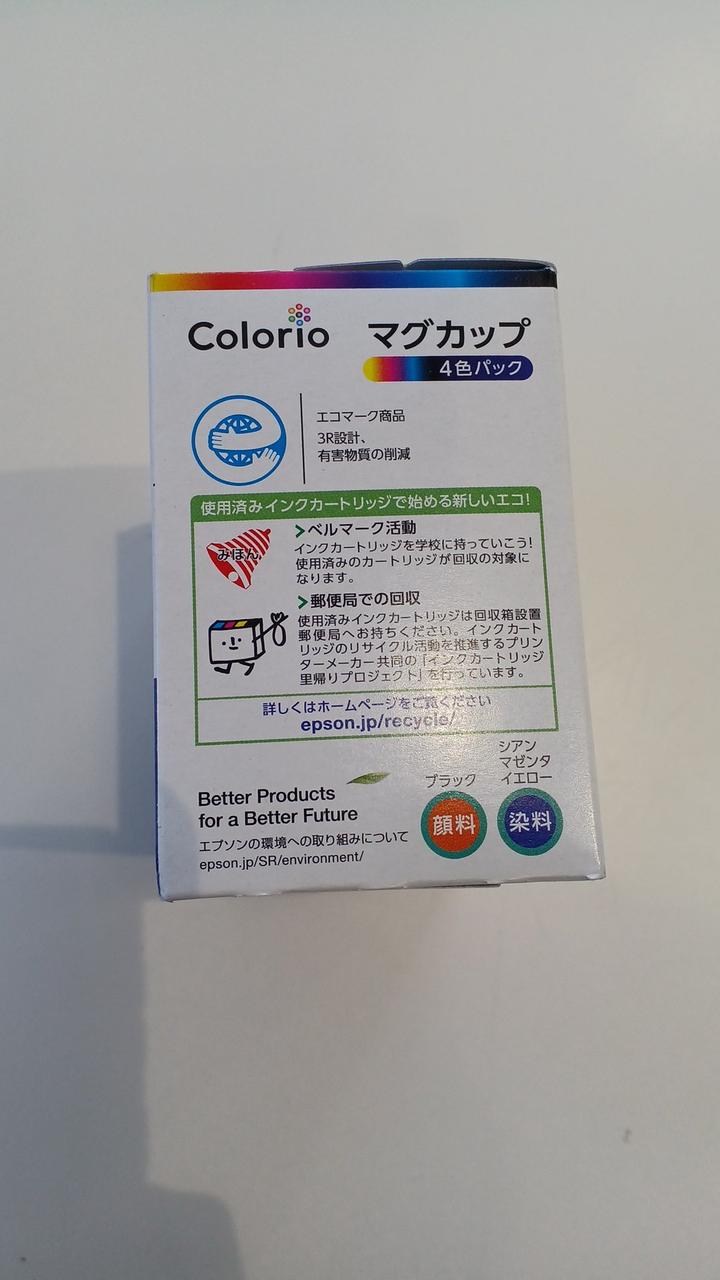 Colorio マグカップ
4色パック
エコマーク商品
3R設計、
有害物質の削減
使用済みインクカートリッジで始める新しいエコ!
みほん
ベルマーク活動
インクカートリッジを学校に持っていこう!
使用済みのカートリッジが回収の対象に
なります。
郵便局での回収
使用済みインクカートリッジは回収箱設置
郵便局へお持ちください。インクカート
リッジのリサイクル活動を推進するプリン
ターメーカー共同の「インクカートリッジ
里帰りプロジェクト」を行っています。
詳しくはホームページをご覧ください
epson.jp/recycle/
Better Products
for a Better Future
エプソンの環境への取り組みについて
epson.jp/SR/environment/
ブラック
顔料
シアン
マゼンタ
イエロー
染料